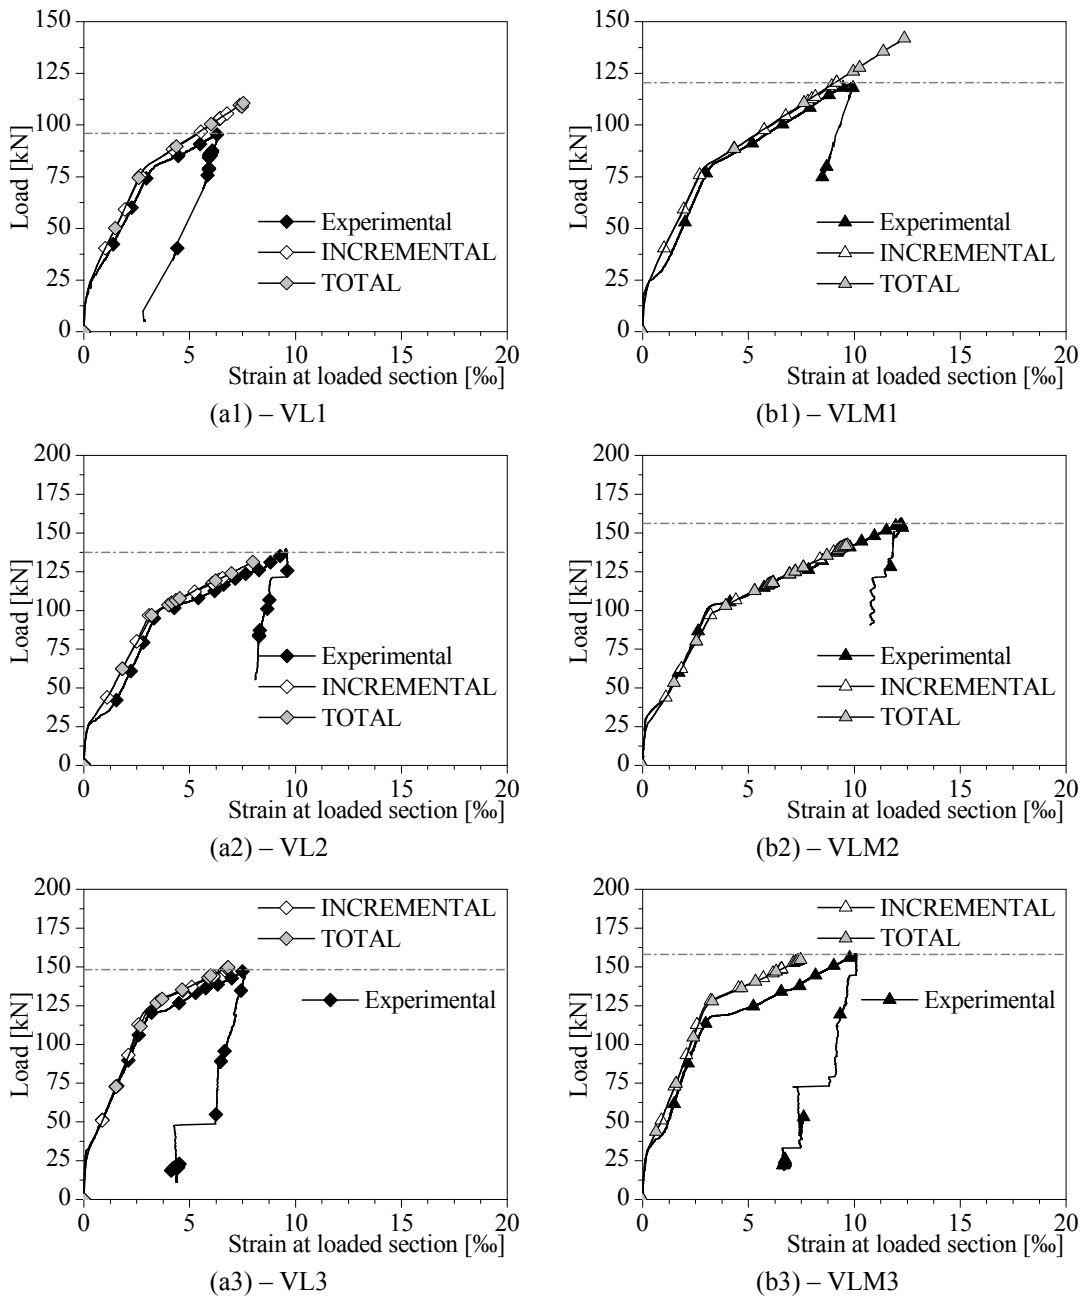 150
125
100
75
50
25
0
Load [kN]
Experimental
INCREMENTAL
TOTAL
0 5 10 15 20
Strain at loaded section [‰]
(a1) – VL1
150
125
100
75
50
25
0
Load [kN]
Experimental
INCREMENTAL
TOTAL
0 5 10 15 20
Strain at loaded section [‰]
(b1) – VLM1
200
175
150
125
100
75
50
25
0
Load [kN]
Experimental
INCREMENTAL
TOTAL
0 5 10 15 20
Strain at loaded section [‰]
(a2) – VL2
200
175
150
125
100
75
50
25
0
Load [kN]
Experimental
INCREMENTAL
TOTAL
0 5 10 15 20
Strain at loaded section [‰]
(b2) – VLM2
200
175
150
125
100
75
50
25
0
Load [kN]
INCREMENTAL
TOTAL
Experimental
0 5 10 15 20
Strain at loaded section [‰]
(a3) – VL3
200
175
150
125
100
75
50
25
0
Load [kN]
INCREMENTAL
TOTAL
Experimental
0 5 10 15 20
Strain at loaded section [‰]
(b3) – VLM3